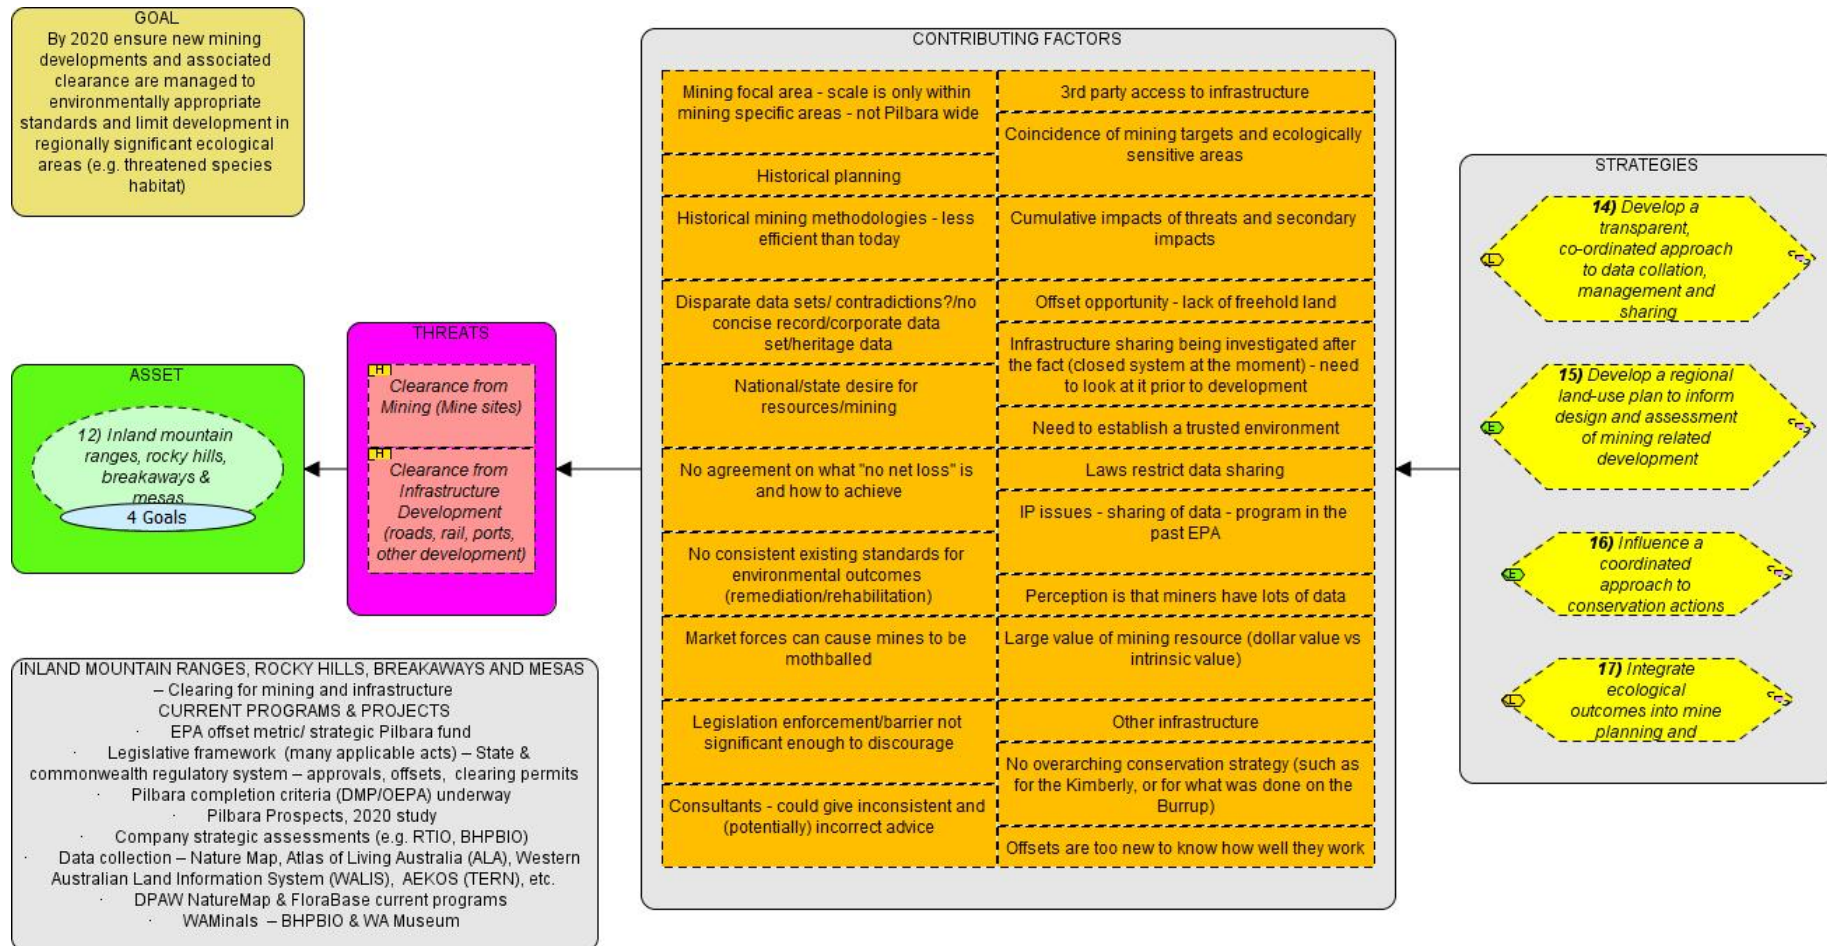 GOAL
By 2020 ensure new mining
developments and associated
clearance are managed to
environmentally appropriate
standards and limit development in
regionally significant ecological
areas (e.g. threatened species
habitat)
ASSET
12) Inland mountain
ranges, rocky hills,
breakaways &
mesas
4 Goals
THREATS
H
Clearance from
Mining (Mine sites)
H
Clearance from
Infrastructure
Development
(roads, rail, ports,
other development)
INLAND MOUNTAIN RANGES, ROCKY HILLS, BREAKAWAYS AND MESAS
– Clearing for mining and infrastructure
CURRENT PROGRAMS & PROJECTS
· EPA offset metric/ strategic Pilbara fund
· Legislative framework (many applicable acts) – State &
commonwealth regulatory system – approvals, offsets, clearing permits
· Pilbara completion criteria (DMP/OEPA) underway
· Pilbara Prospects, 2020 study
· Company strategic assessments (e.g. RTIO, BHPBIO)
· Data collection – Nature Map, Atlas of Living Australia (ALA), Western
Australian Land Information System (WALIS), AEKOS (TERN), etc.
· DPAW NatureMap & FloraBase current programs
· WAMinals – BHPBIO & WA Museum
CONTRIBUTING FACTORS
Mining focal area - scale is only within
mining specific areas - not Pilbara wide
Historical planning
Historical mining methodologies - less
efficient than today
Disparate data sets/ contradictions?/no
concise record/corporate data
set/heritage data
National/state desire for
resources/mining
No agreement on what "no net loss" is
and how to achieve
No consistent existing standards for
environmental outcomes
(remediation/rehabilitation)
Market forces can cause mines to be
mothballed
Legislation enforcement/barrier not
significant enough to discourage
Consultants - could give inconsistent and
(potentially) incorrect advice
3rd party access to infrastructure
Coincidence of mining targets and ecologically
sensitive areas
Cumulative impacts of threats and secondary
impacts
Offset opportunity - lack of freehold land
Infrastructure sharing being investigated after
the fact (closed system at the moment) - need
to look at it prior to development
Need to establish a trusted environment
Laws restrict data sharing
IP issues - sharing of data - program in the
past EPA
Perception is that miners have lots of data
Large value of mining resource (dollar value vs
intrinsic value)
Other infrastructure
No overarching conservation strategy (such as
for the Kimberly, or for what was done on the
Burrup)
Offsets are too new to know how well they work
STRATEGIES
14) Develop a
transparent,
co-ordinated approach
to data collation,
management and
sharing
L
15) Develop a regional
land-use plan to inform
design and assessment
of mining related
development
E
16) Influence a
coordinated
approach to
conservation actions
E
17) Integrate
ecological
outcomes into mine
planning and
L